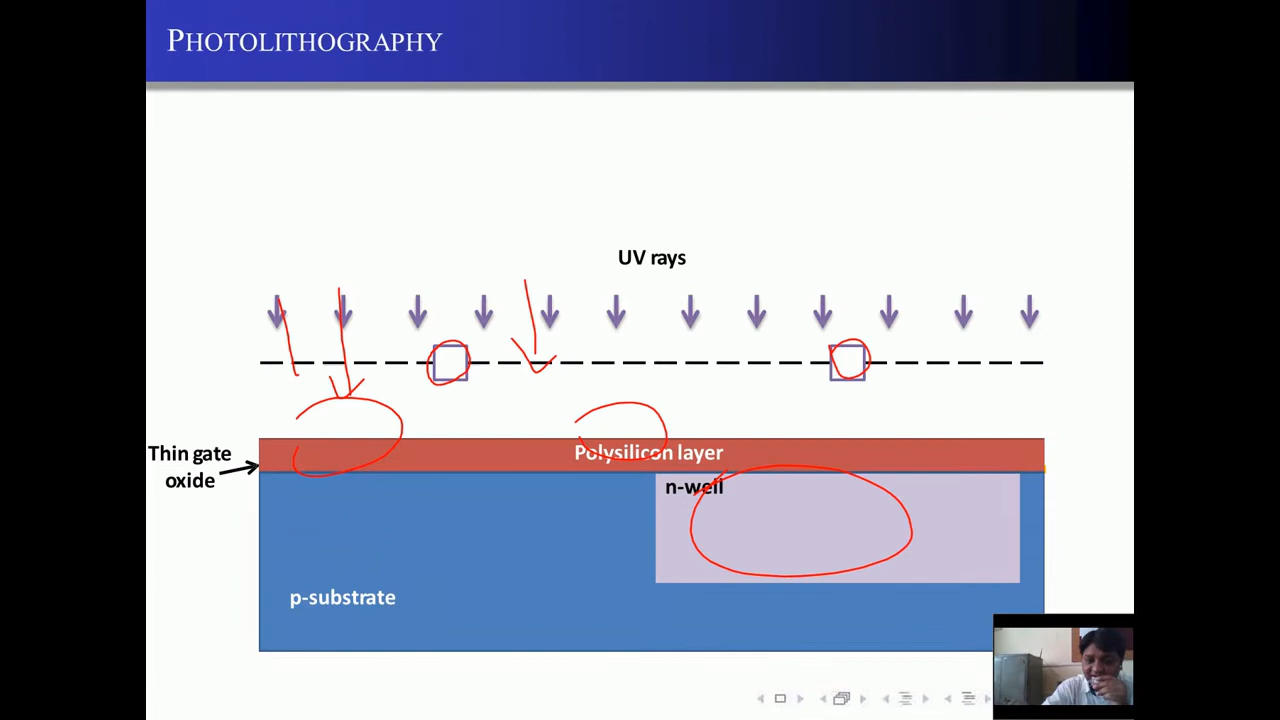 PHOTOLITHOGRAPHY
UV rays
Thin gate
oxide
Polysilicon layer
n-well
p-substrate